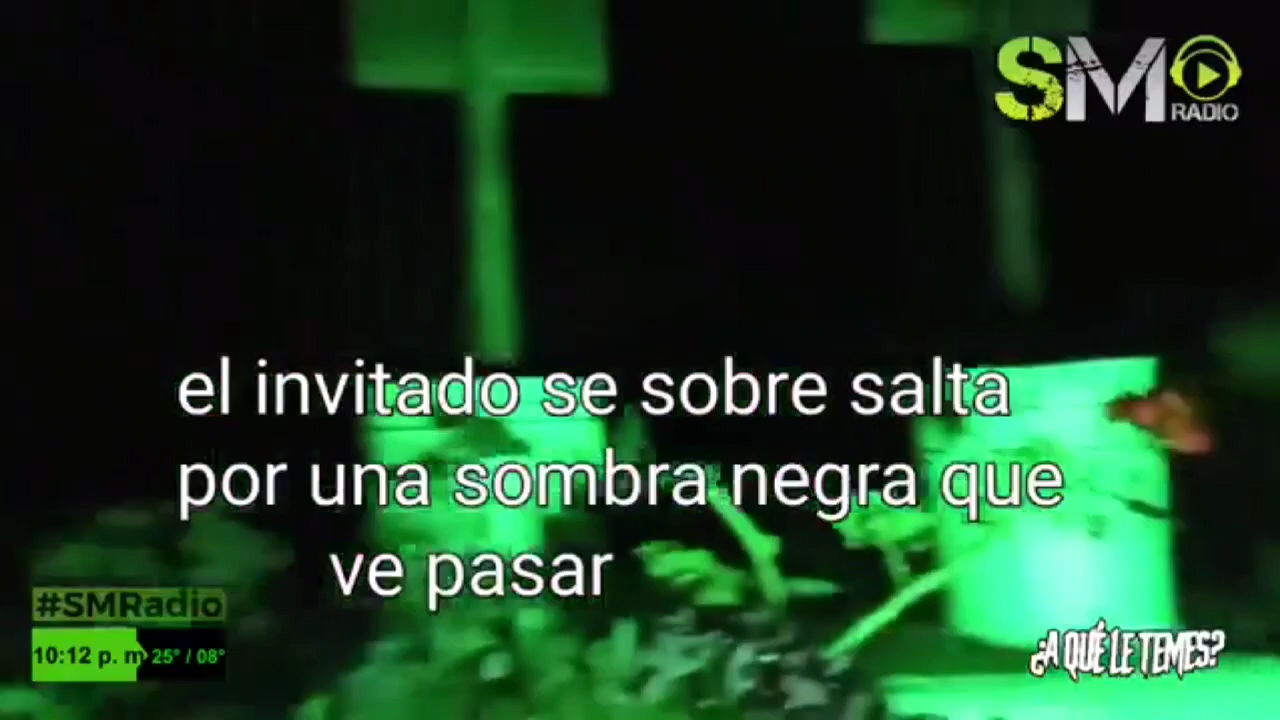 SM
RADIO
el invitado se sobre salta
por una sombra negra que
ve pasar
#SMRadio
10:12 p. m 25° / 08°
¿A QUÉ LE TEMES?